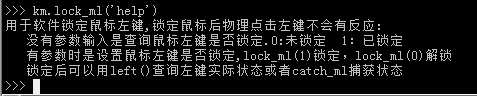 >>> km.lock_ml('help')
用于软件锁定鼠标左键,锁定鼠标后物理点击左键不会有反应:
没有参数输入是查询鼠标左键是否锁定.0:未锁定  1: 已锁定
有参数时是设置鼠标左键是否锁定,lock_ml(1)锁定，lock_ml(0)解锁
锁定后可以用left()查询左键实际状态或者catch_ml捕获状态
>>>